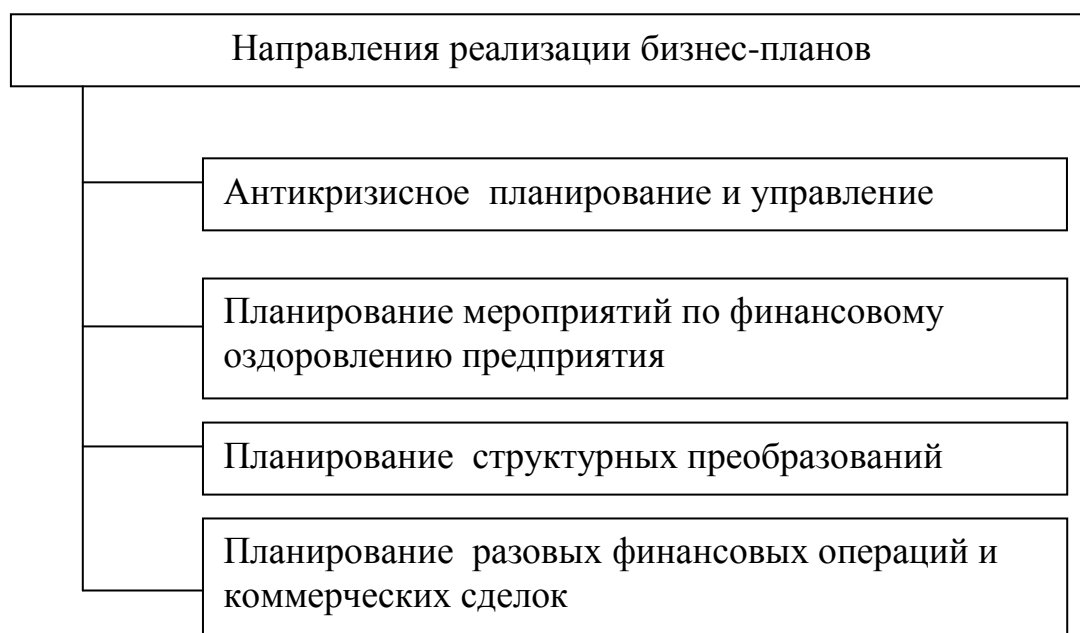 Направления реализации бизнес-планов
Антикризисное планирование и управление
Планирование мероприятий по финансовому
оздоровлению предприятия
Планирование структурных преобразований
Планирование разовых финансовых операций и
коммерческих сделок